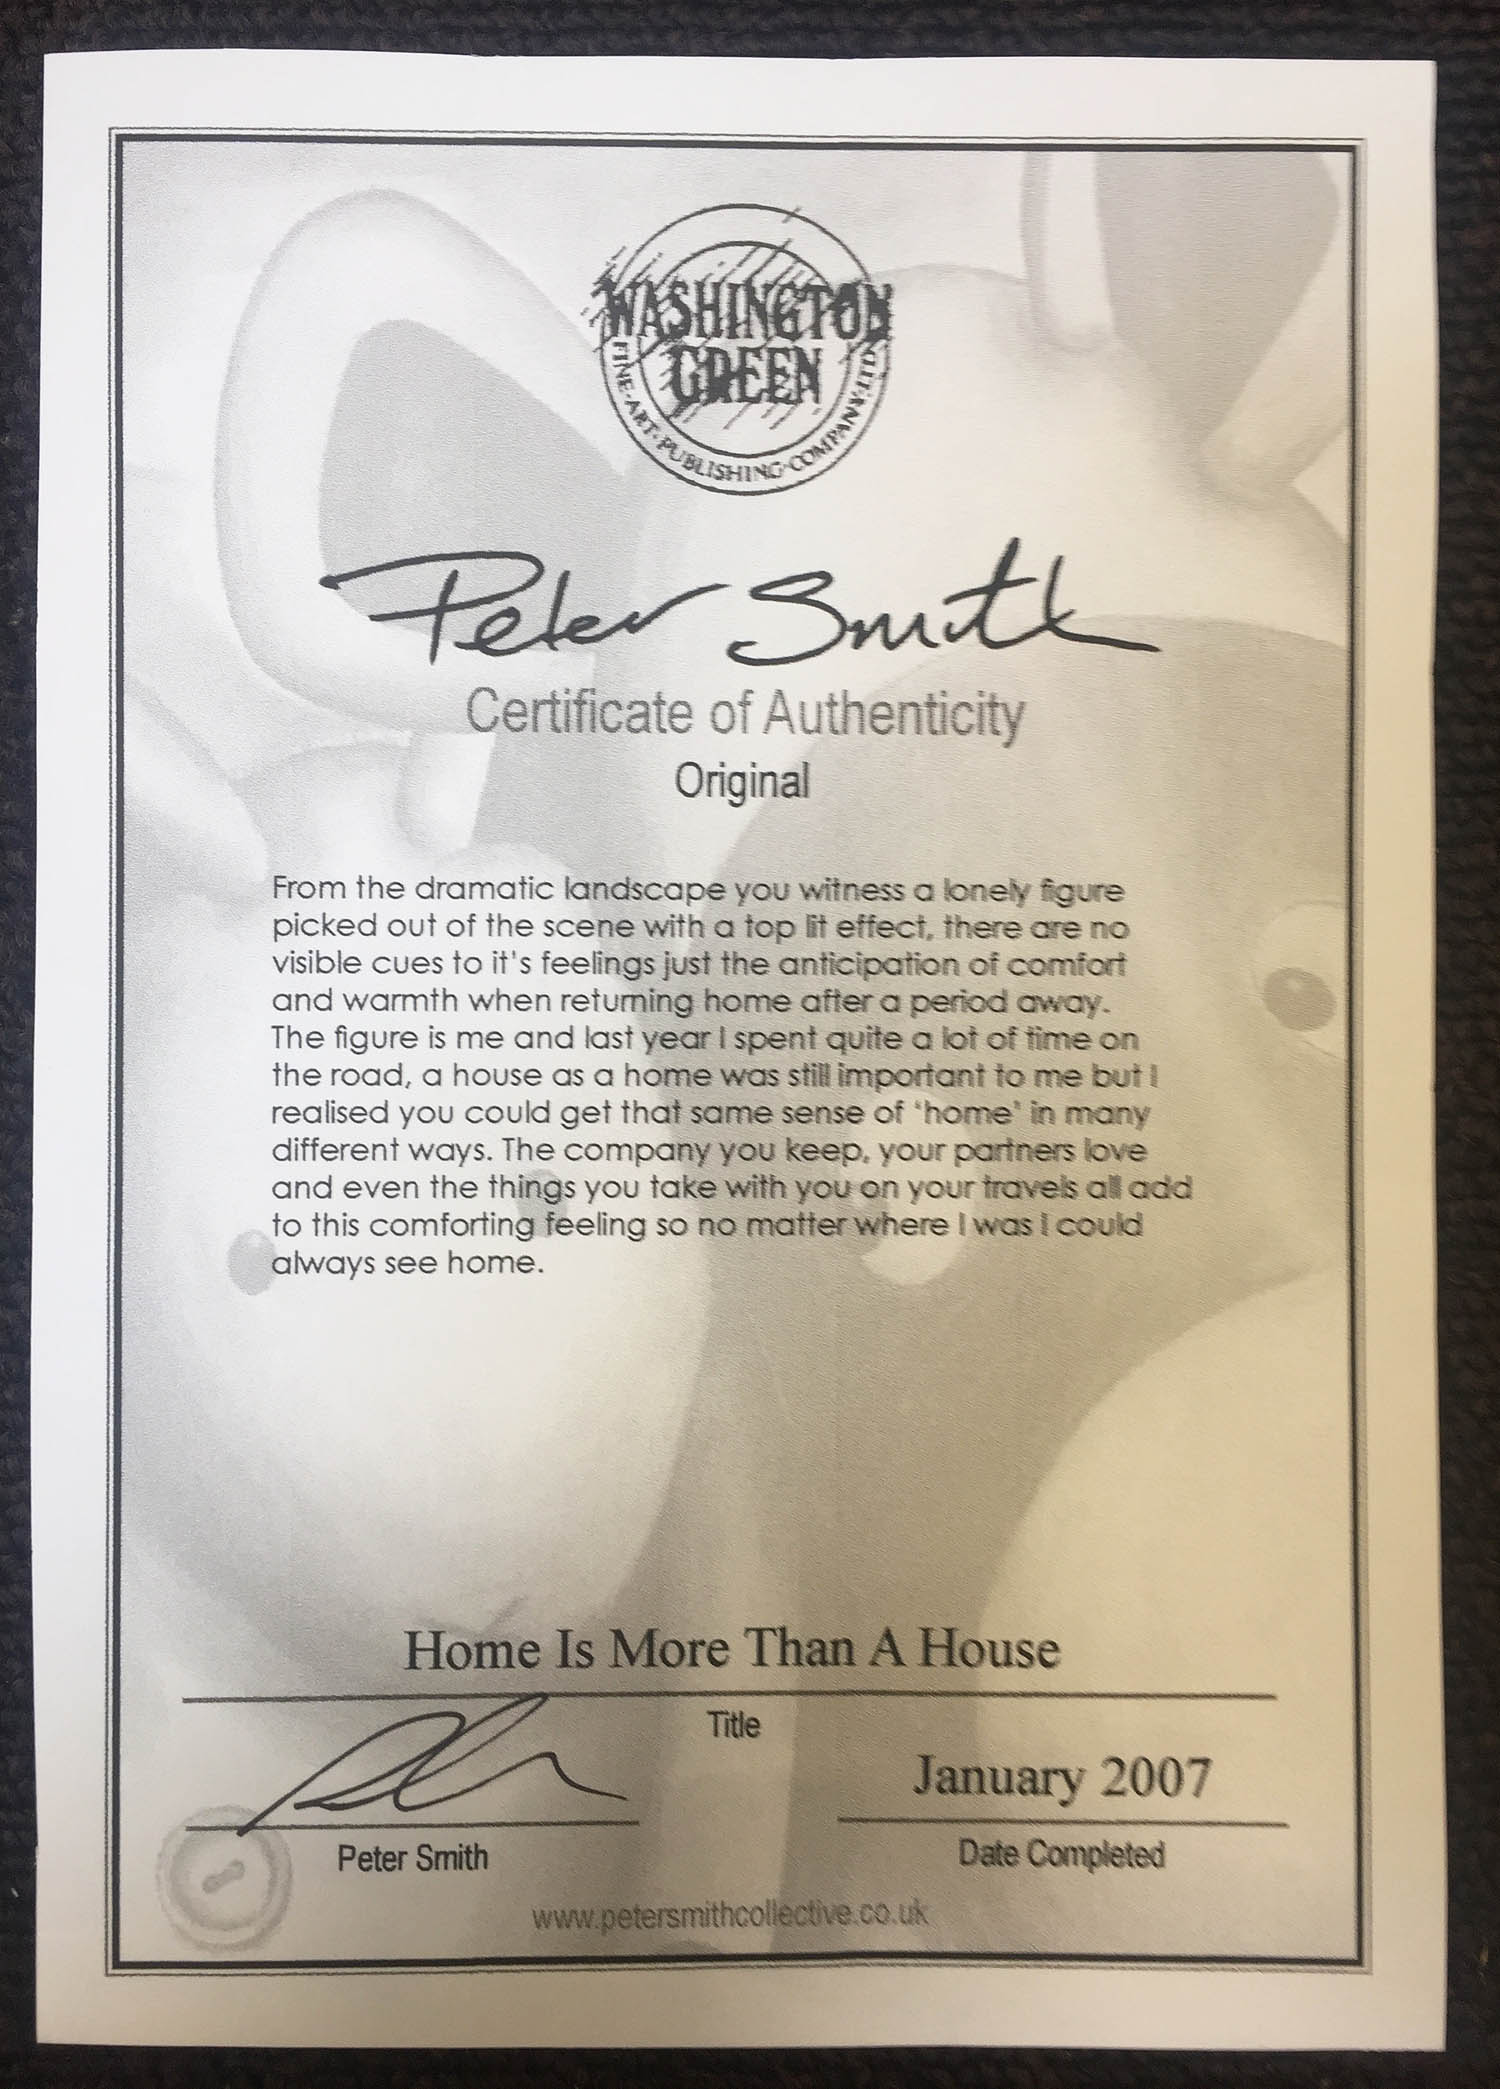 WASHINGTON
GREEN
FINE·ART·PUBLISHING·COMPANY·LTD
Peter Smith
Certificate of Authenticity
Original
From the dramatic landscape you witness a lonely figure
picked out of the scene with a top lit effect, there are no
visible cues to it's feelings just the anticipation of comfort
and warmth when returning home after a period away.
The figure is me and last year I spent quite a lot of time on
the road, a house as a home was still important to me but I
realised you could get that same sense of 'home' in many
different ways. The company you keep, your partners love
and even the things you take with you on your travels all add
to this comforting feeling so no matter where I was I could
always see home.
Home Is More Than A House
Title
January 2007
Peter Smith
Date Completed
www.petersmithcollective.co.uk